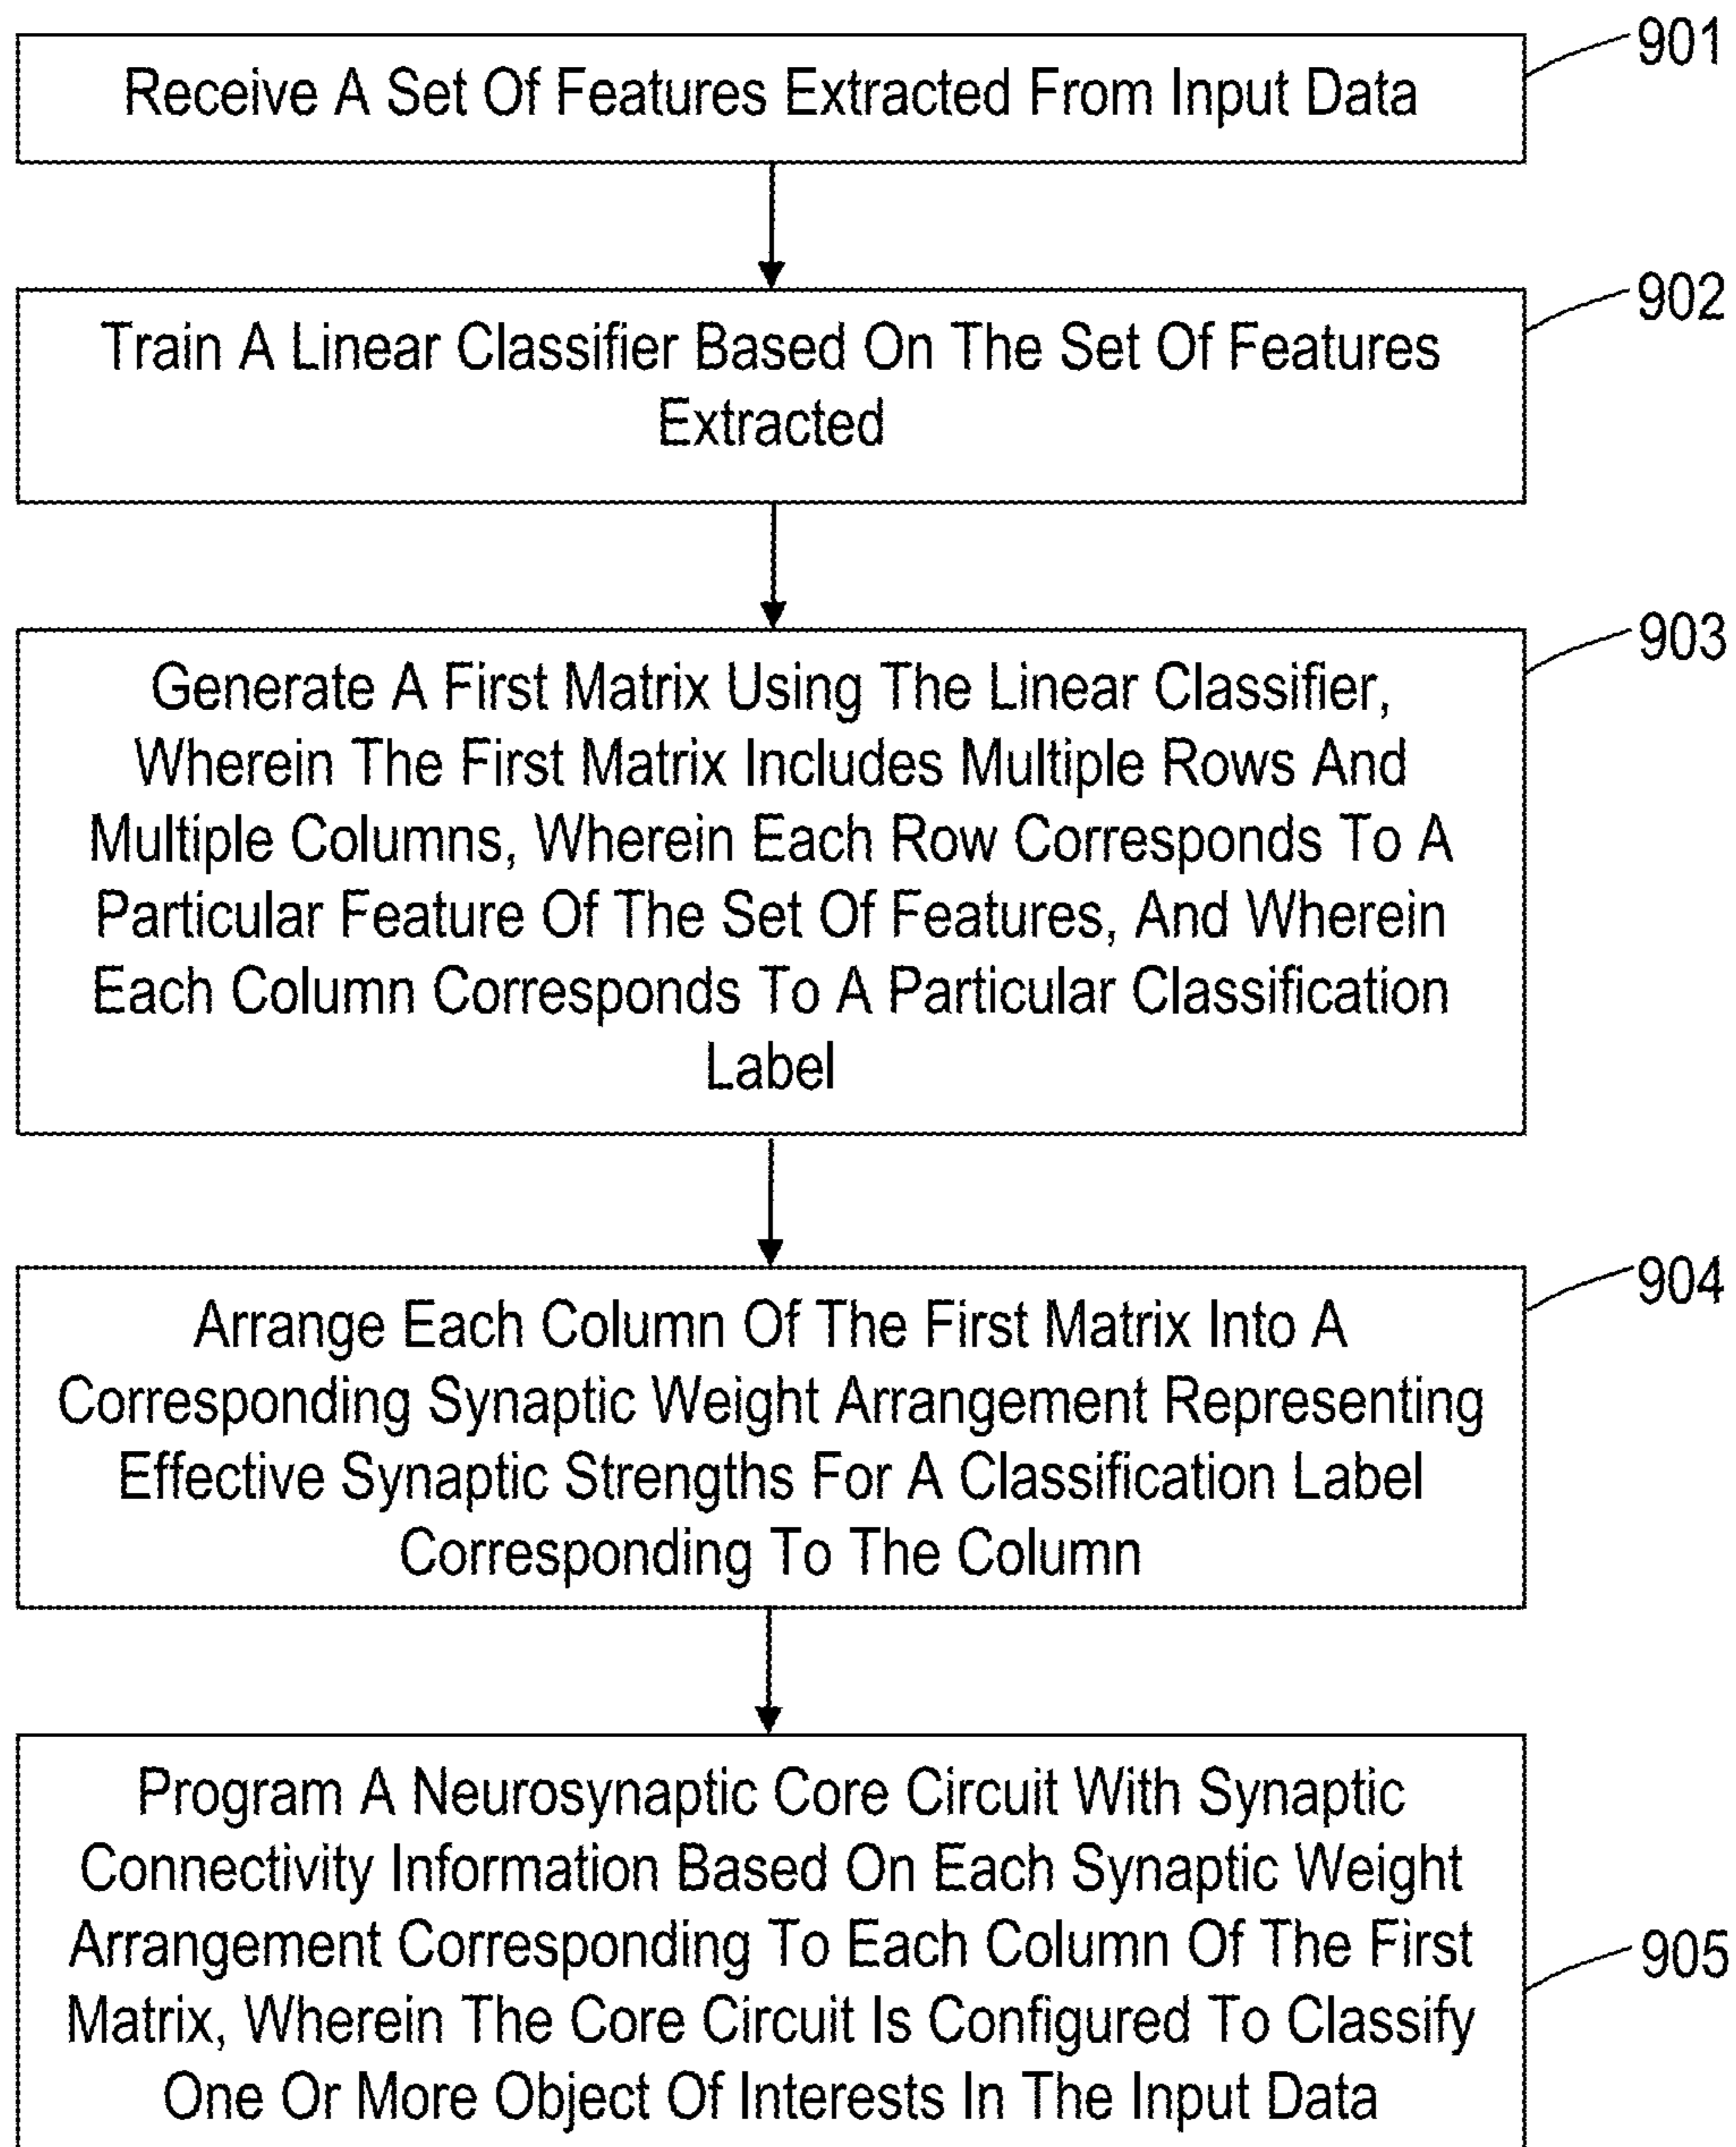 901
Receive A Set Of Features Extracted From Input Data
902
Train A Linear Classifier Based On The Set Of Features
Extracted
903
Generate A First Matrix Using The Linear Classifier,
Wherein The First Matrix Includes Multiple Rows And
Multiple Columns, Wherein Each Row Corresponds To A
Particular Feature Of The Set Of Features, And Wherein
Each Column Corresponds To A Particular Classification
Label
904
Arrange Each Column Of The First Matrix Into A
Corresponding Synaptic Weight Arrangement Representing
Effective Synaptic Strengths For A Classification Label
Corresponding To The Column
Program A Neurosynaptic Core Circuit With Synaptic
Connectivity Information Based On Each Synaptic Weight
Arrangement Corresponding To Each Column Of The First
905
Matrix, Wherein The Core Circuit Is Configured To Classify
One Or More Object Of Interests In The Input Data